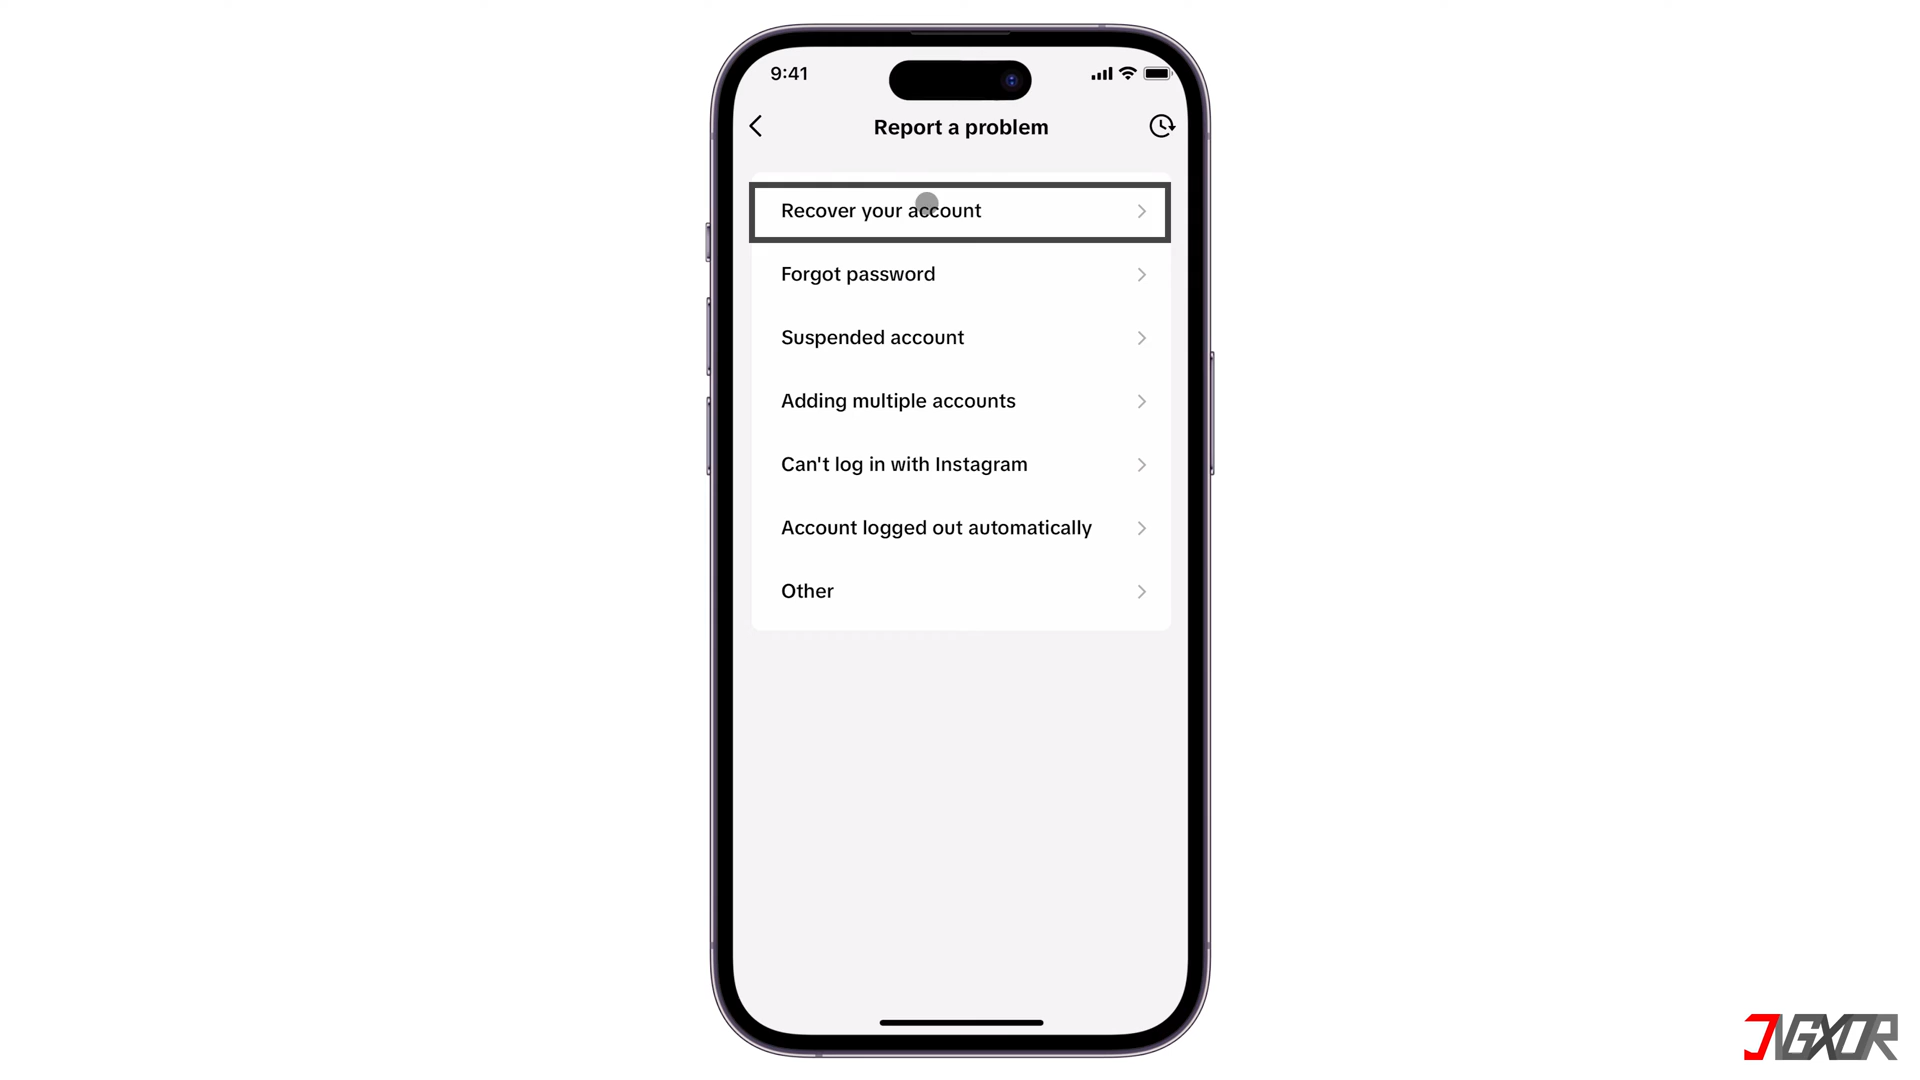 9:41
Report a problem
Recover your account
Forgot password
Suspended account
Adding multiple accounts
Can't log in with Instagram
Account logged out automatically
Other
JVGXOR